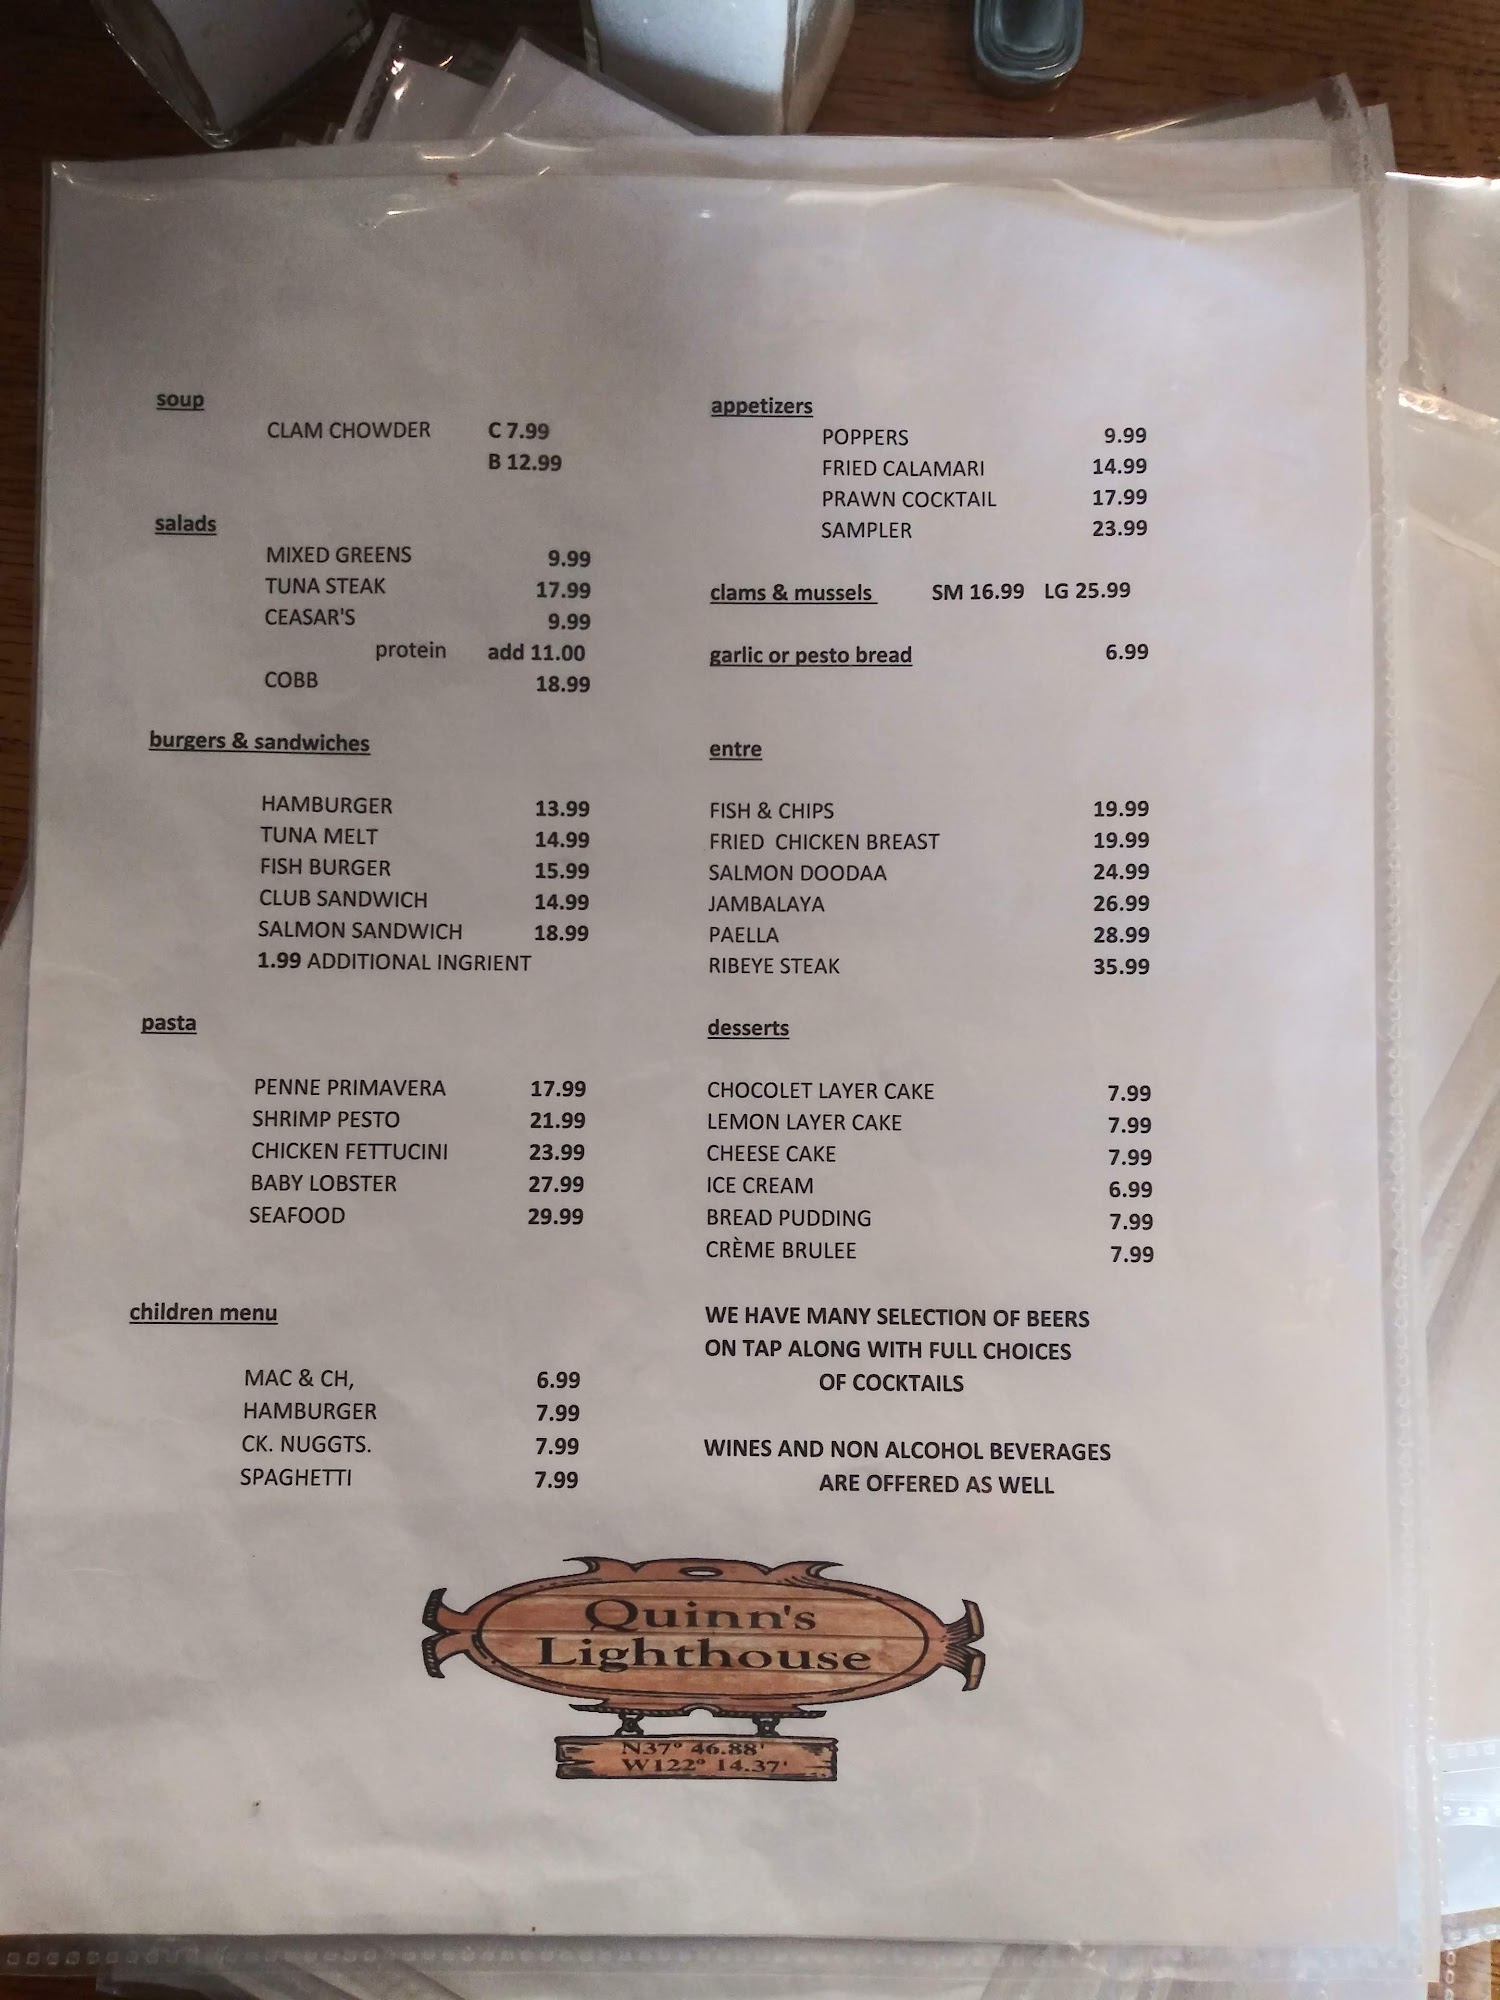 soup
CLAM CHOWDER C 7.99
B 12.99
salads
MIXED GREENS 9.99
TUNA STEAK 17.99
CEASAR'S 9.99
protein add 11.00
COBB 18.99
burgers & sandwiches
HAMBURGER 13.99
TUNA MELT 14.99
FISH BURGER 15.99
CLUB SANDWICH 14.99
SALMON SANDWICH 18.99
1.99 ADDITIONAL INGRIENT
pasta
PENNE PRIMAVERA 17.99
SHRIMP PESTO 21.99
CHICKEN FETTUCINI 23.99
BABY LOBSTER 27.99
SEAFOOD 29.99
children menu
MAC & CH, 6.99
HAMBURGER 7.99
CK. NUGGTS. 7.99
SPAGHETTI 7.99
appetizers
POPPERS 9.99
FRIED CALAMARI 14.99
PRAWN COCKTAIL 17.99
SAMPLER 23.99
clams & mussels SM 16.99 LG 25.99
garlic or pesto bread 6.99
entre
FISH & CHIPS 19.99
FRIED CHICKEN BREAST 19.99
SALMON DOODAA 24.99
JAMBALAYA 26.99
PAELLA 28.99
RIBEYE STEAK 35.99
desserts
CHOCOLET LAYER CAKE 7.99
LEMON LAYER CAKE 7.99
CHEESE CAKE 7.99
ICE CREAM 6.99
BREAD PUDDING 7.99
CRÈME BRULEE 7.99
WE HAVE MANY SELECTION OF BEERS
ON TAP ALONG WITH FULL CHOICES
OF COCKTAILS
WINES AND NON ALCOHOL BEVERAGES
ARE OFFERED AS WELL
Quinn's
Lighthouse
N37° 46.88'
W122° 14.37'